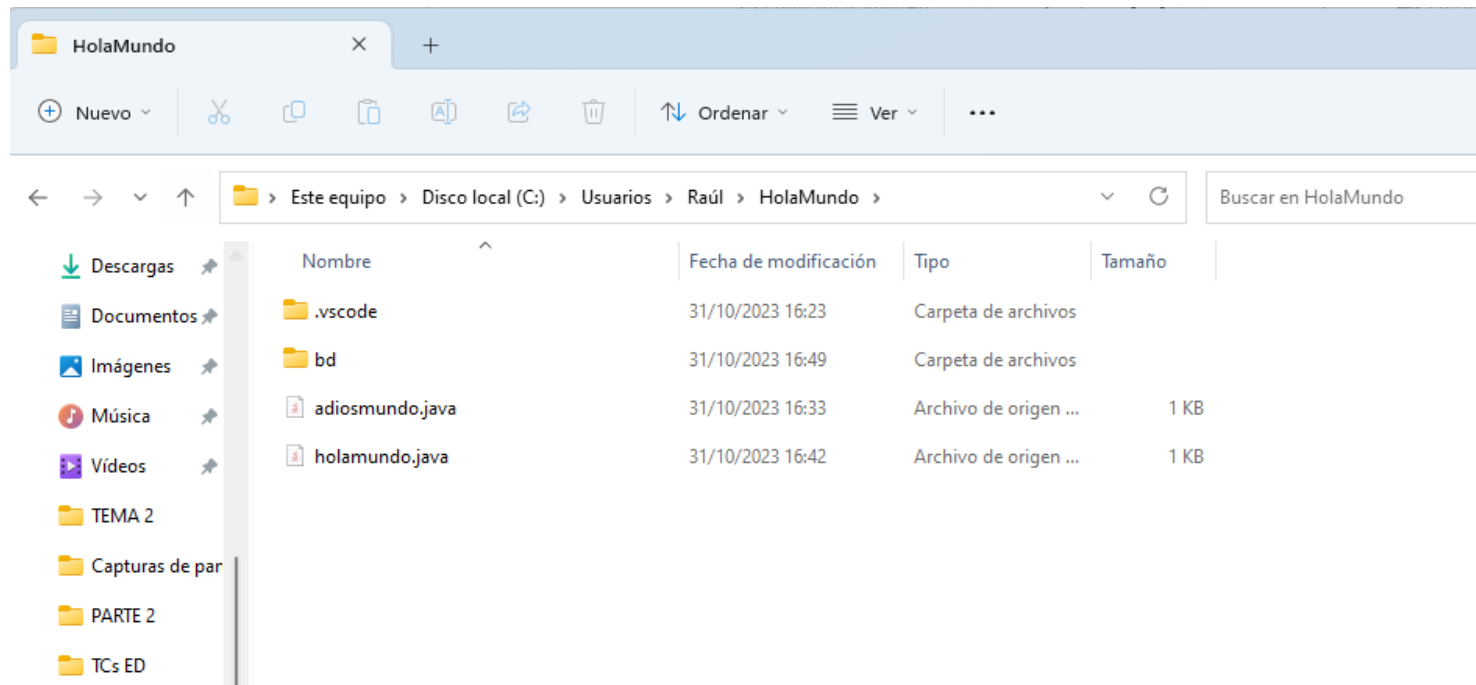 HolaMundo
Nuevo Ordenar Ver
Este equipo > Disco local (C:) > Usuarios > Raúl > HolaMundo > Buscar en HolaMundo
Descargas
Documentos
Imágenes
Música
Vídeos
TEMA 2
Capturas de par
PARTE 2
TCs ED
Nombre Fecha de modificación Tipo Tamaño
.vscode 31/10/2023 16:23 Carpeta de archivos
bd 31/10/2023 16:49 Carpeta de archivos
adiosmundo.java 31/10/2023 16:33 Archivo de origen ... 1 KB
holamundo.java 31/10/2023 16:42 Archivo de origen ... 1 KB